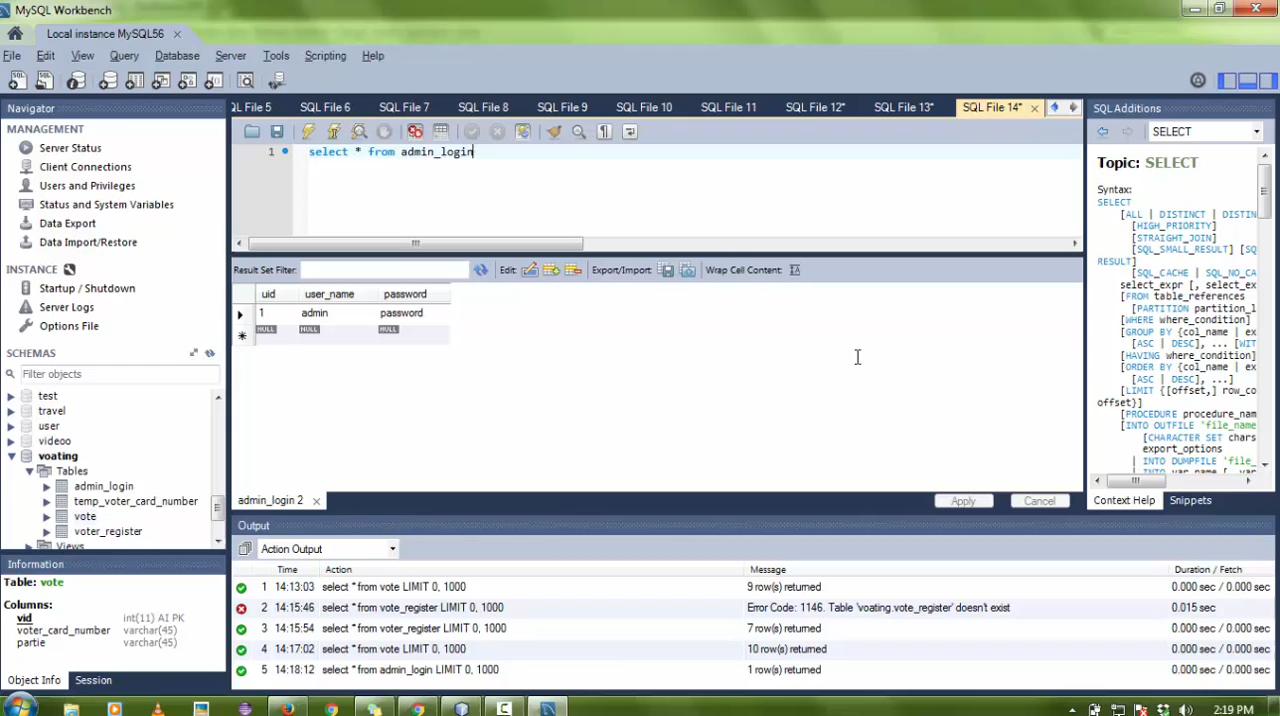 MySQL Workbench
Local instance MySQL56
File Edit View Query Database Server Tools Scripting Help
Navigator
MANAGEMENT
Server Status
Client Connections
Users and Privileges
Status and System Variables
Data Export
Data Import/Restore
INSTANCE
Startup / Shutdown
Server Logs
Options File
SCHEMAS
Filter objects
test
travel
user
videoo
voating
Tables
admin_login
temp_voter_card_number
vote
voter_register
Views
Information
Table: vote
Columns:
vid int(11) AI PK
voter_card_number varchar(45)
partie varchar(45)
Object Info Session
QL File 5 SQL File 6 SQL File 7 SQL File 8 SQL File 9 SQL File 10 SQL File 11 SQL File 12* SQL File 13* SQL File 14*
1 select * from admin_login
Result Set Filter: Edit: Export/Import: Wrap Cell Content:
uid user_name password
1 admin password
NULL NULL NULL
admin_login 2
Apply Cancel
SQL Additions
SELECT
Topic: SELECT
Syntax:
SELECT
[ALL | DISTINCT | DISTIN
[HIGH_PRIORITY]
[STRAIGHT_JOIN]
[SQL_SMALL_RESULT] [SQ
RESULT]
[SQL_CACHE | SQL_NO_CA
select_expr [, select_ex
[FROM table_references
[PARTITION partition_l
[WHERE where_condition]
[GROUP BY {col_name | ex
[ASC | DESC], ... [WIT
[HAVING where_condition]
[ORDER BY {col_name | ex
[ASC | DESC], ...]
[LIMIT {[offset,] row_co
offset}]
[PROCEDURE procedure_nam
[INTO OUTFILE 'file_name
[CHARACTER SET chars
export_options
| INTO DUMPFILE 'file_
Context Help Snippets
Output
Action Output
Time Action Message Duration / Fetch
1 14:13:03 select * from vote LIMIT 0, 1000 9 row(s) returned 0.000 sec / 0.000 sec
2 14:15:46 select * from vote_register LIMIT 0, 1000 Error Code: 1146. Table 'voating.vote_register' doesn't exist 0.015 sec
3 14:15:54 select * from voter_register LIMIT 0, 1000 7 row(s) returned 0.000 sec / 0.000 sec
4 14:17:02 select * from vote LIMIT 0, 1000 10 row(s) returned 0.000 sec / 0.000 sec
5 14:18:12 select * from admin_login LIMIT 0, 1000 1 row(s) returned 0.000 sec / 0.000 sec
2:19 PM